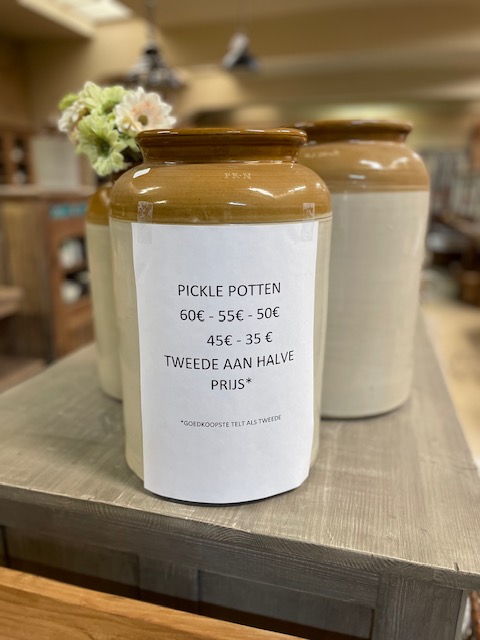 PICKLE POTTEN
60€ - 55€ - 50€
45€ - 35 €
TWEEDE AAN HALVE
PRIJS*
*GOEDKOOPSTE TELT ALS TWEEDE